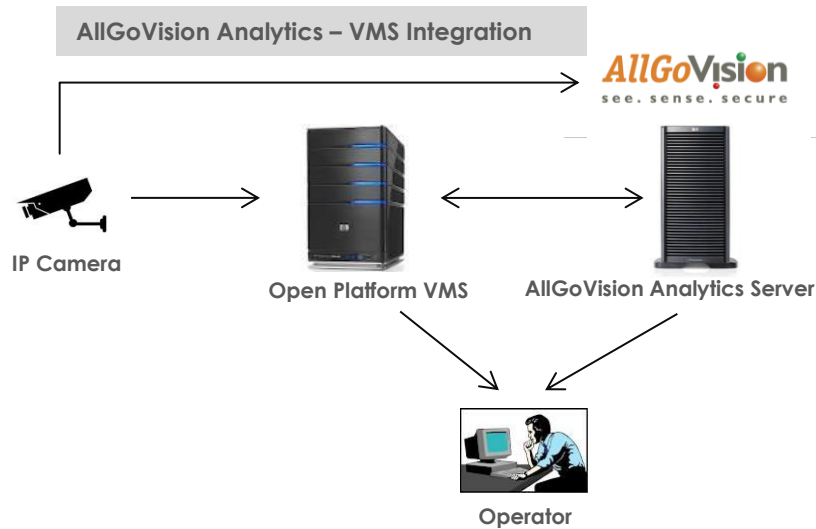 AllGoVision Analytics – VMS Integration
AllGoVision
see. sense. secure
IP Camera
Open Platform VMS
AllGoVision Analytics Server
Operator